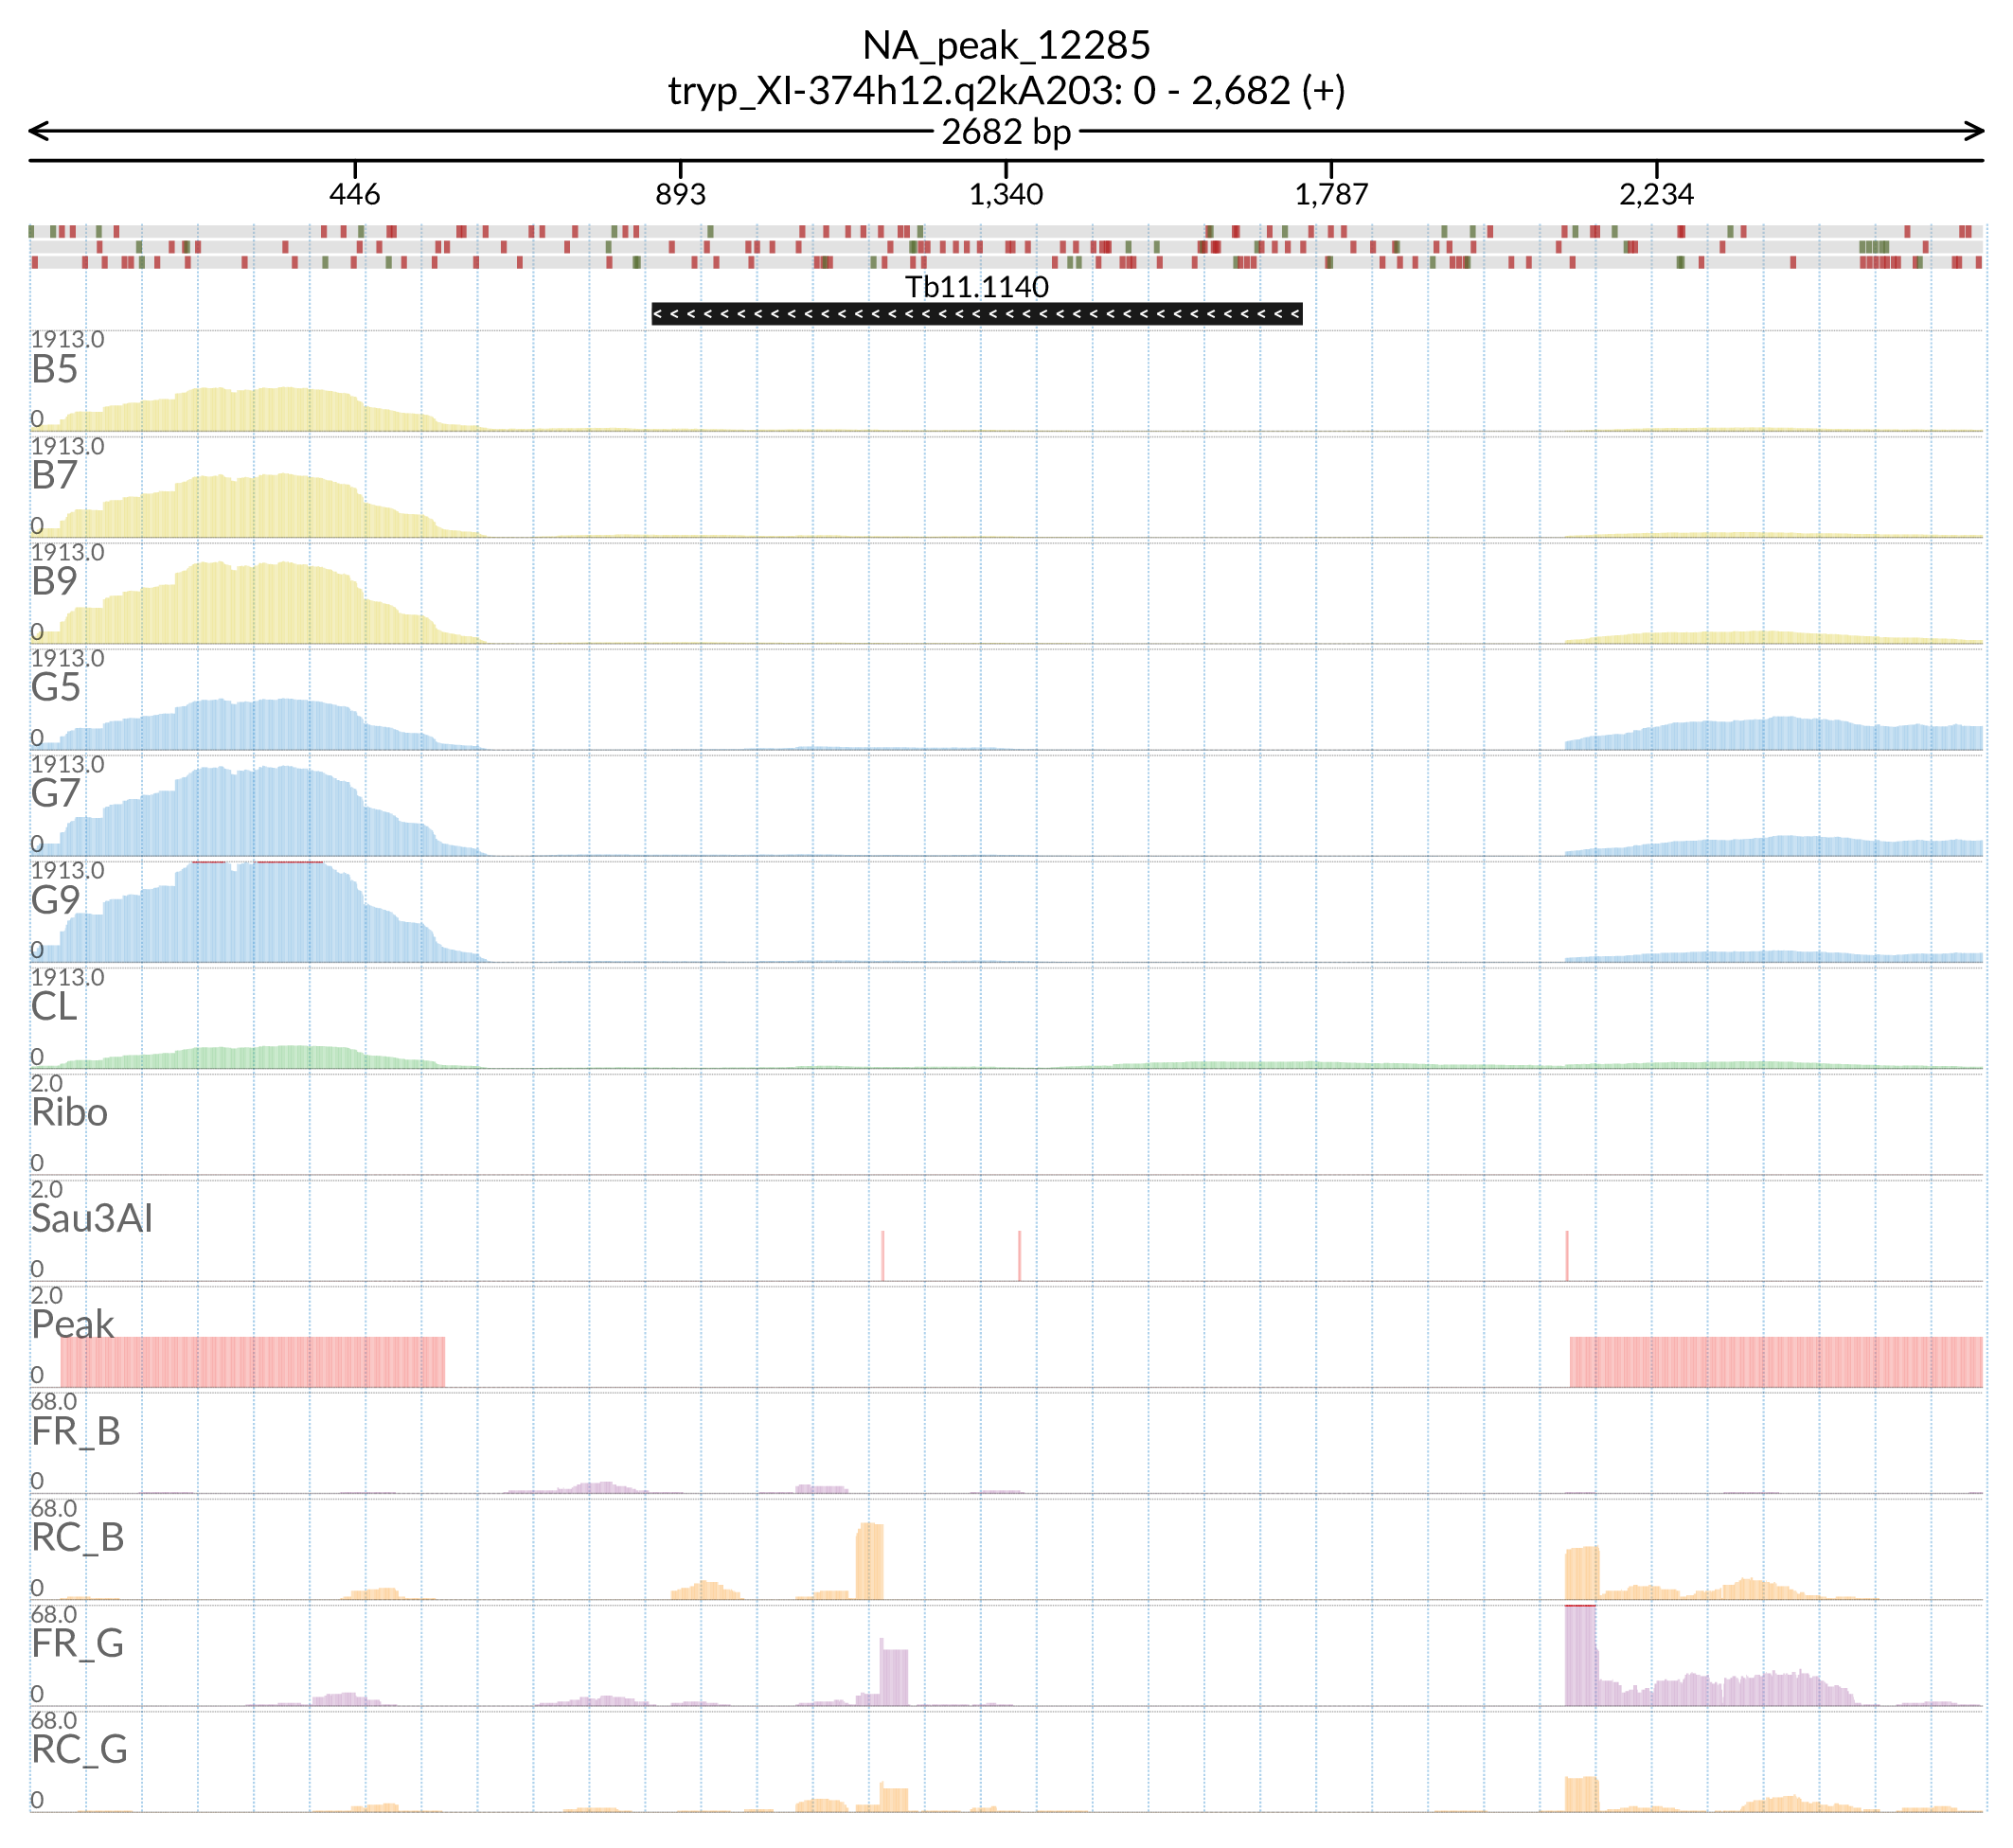 NA_peak_12285
tryp_XI-374h12.q2kA203: 0 - 2,682 (+)
2682 bp
446 893 1,340 1,787 2,234
Tb11.1140
1913.0
B5
0
1913.0
B7
0
1913.0
B9
0
1913.0
G5
0
1913.0
G7
0
1913.0
G9
0
1913.0
CL
0
2.0
Ribo
0
2.0
Sau3AI
0
2.0
Peak
0
68.0
FR_B
0
68.0
RC_B
0
68.0
FR_G
0
68.0
RC_G
0